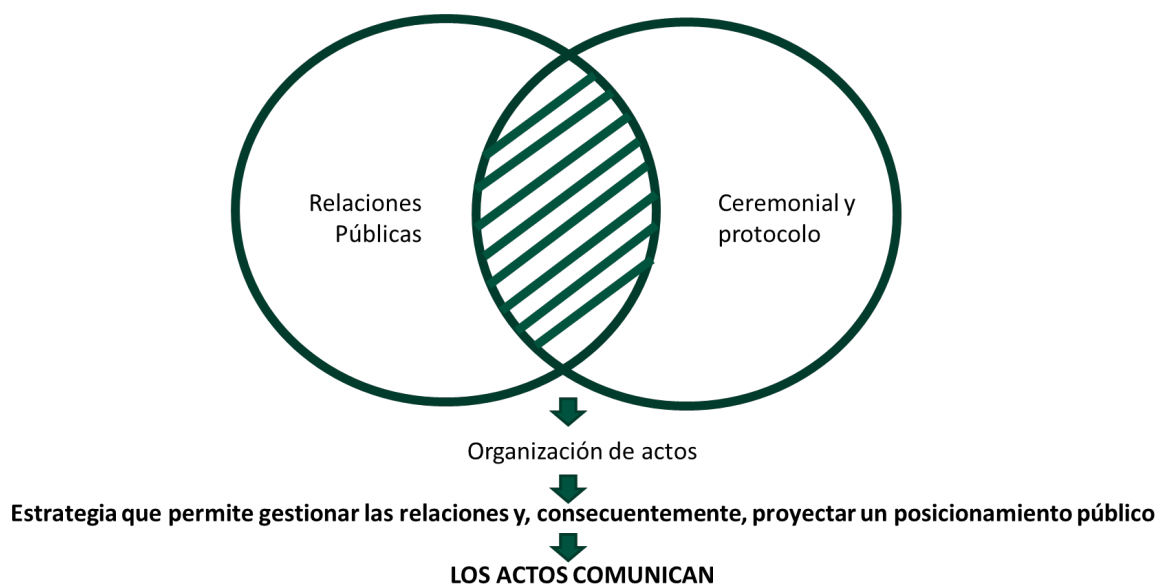 Relaciones
Públicas
Ceremonial y
protocolo
Organización de actos
Estrategia que permite gestionar las relaciones y, consecuentemente, proyectar un posicionamiento público
LOS ACTOS COMUNICAN